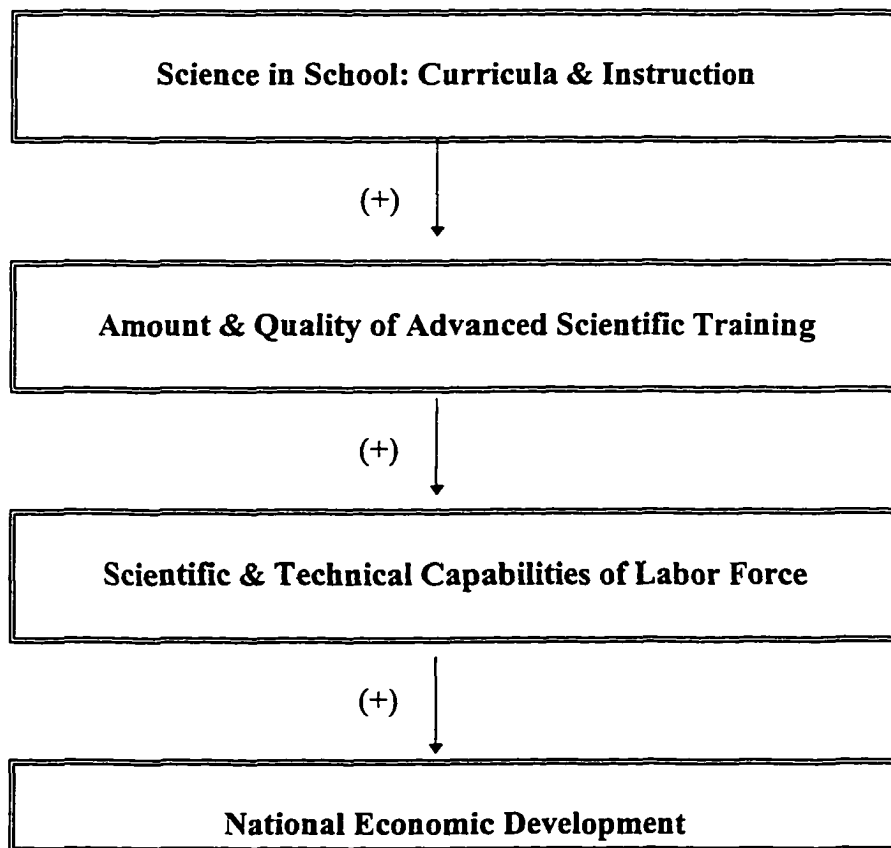 Science in School: Curricula & Instruction
(+)
Amount & Quality of Advanced Scientific Training
(+)
Scientific & Technical Capabilities of Labor Force
(+)
National Economic Development